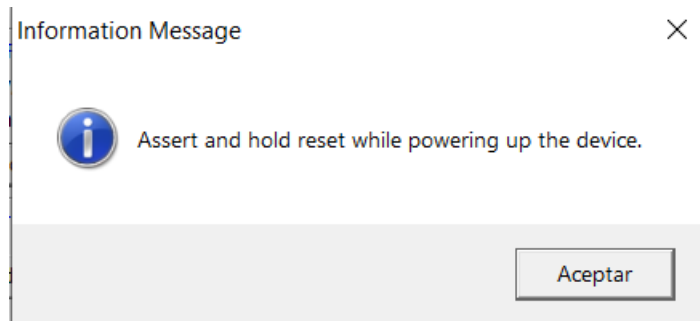 Information Message
Assert and hold reset while powering up the device.
Aceptar